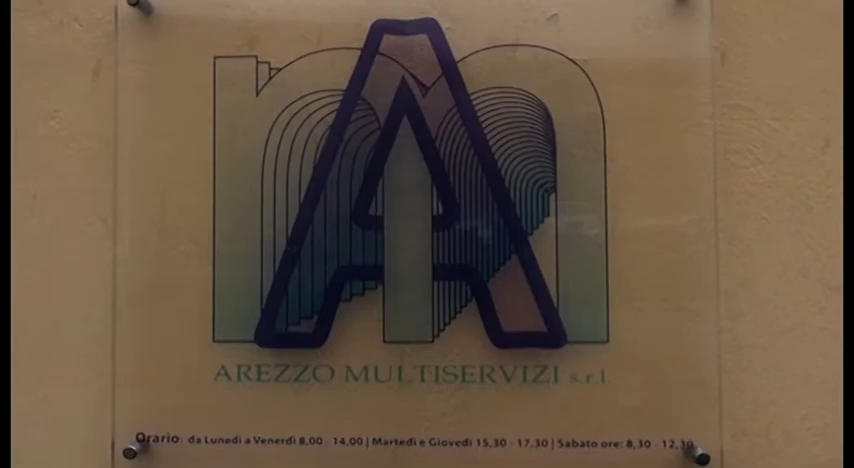 mA
AREZZO MULTISERVIZI s.r.l.
Orario: da Lunedì a Venerdì 8,00 - 14,00 | Martedì e Giovedì 15,30 - 17,30 | Sabato ore: 8,30 - 12,30